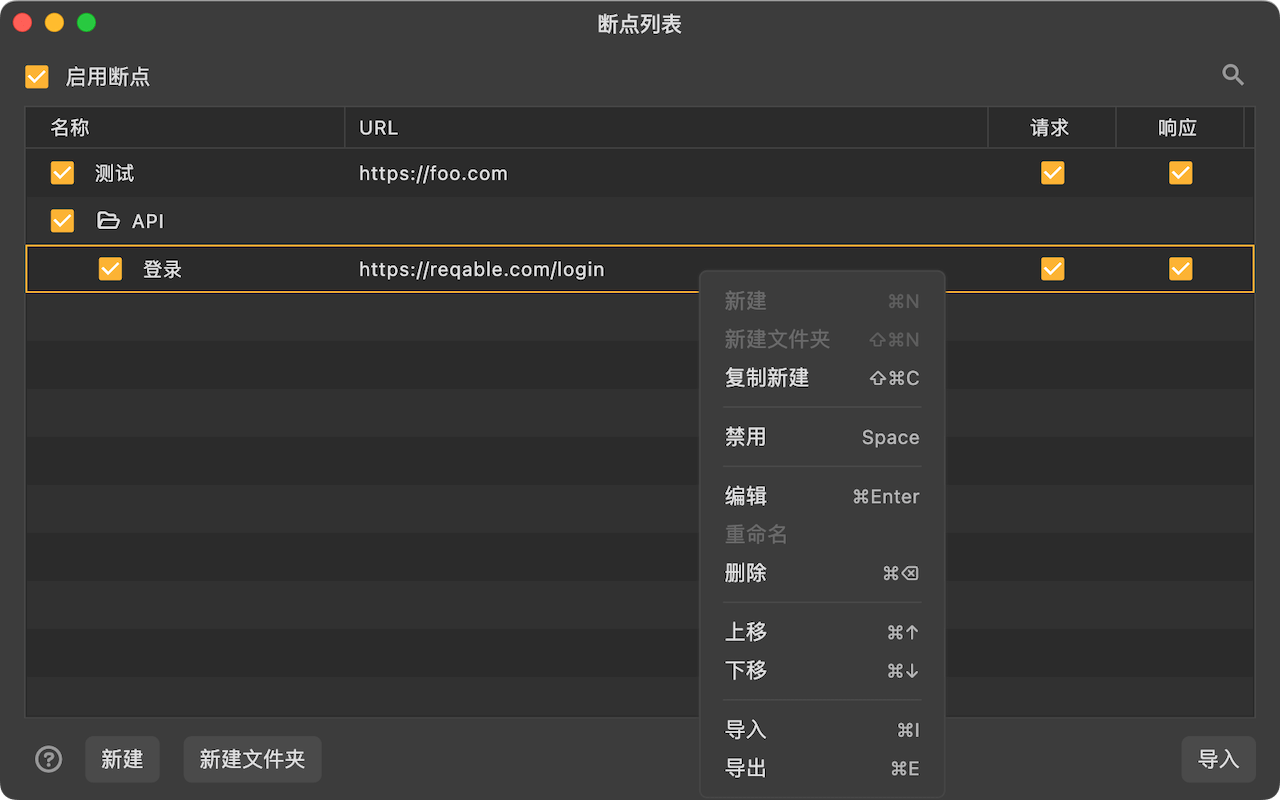 断点列表
启用断点
名称 URL 请求 响应
测试 https://foo.com
API
登录 https://reqable.com/login
新建 ⌘N
新建文件夹 ⇧⌘N
复制新建 ⇧⌘C
禁用 Space
编辑 ⌘Enter
重命名
删除 ⌘⌫
上移 ⌘↑
下移 ⌘↓
导入 ⌘I
导出 ⌘E
? 新建 新建文件夹 导入